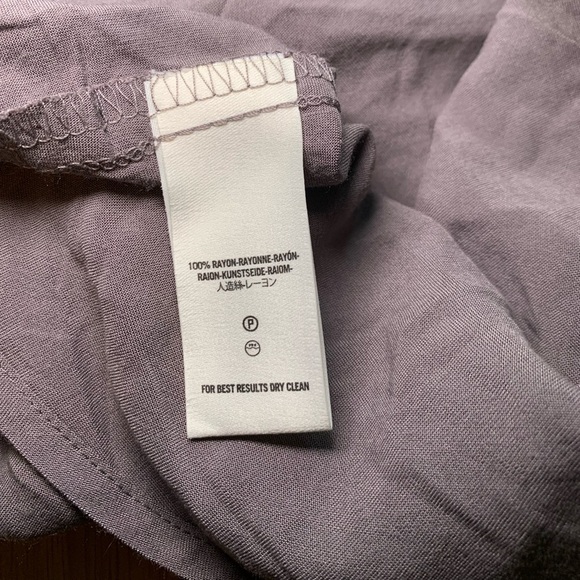 100% RAYON-RAYONNE-RAYÓN-
RAION-KUNSTSEIDE-RAIOM-
人造絲-レーヨン
P
FOR BEST RESULTS DRY CLEAN